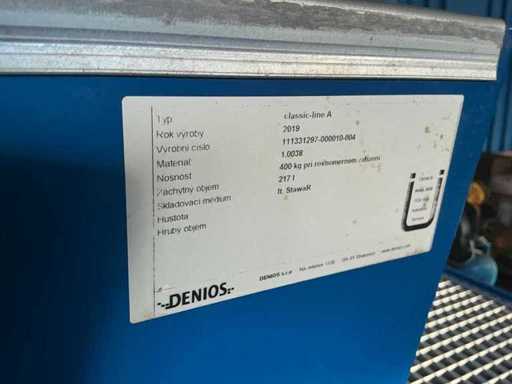 Typ classic-line A
Rok výroby 2019
Výrobní číslo 111331297-000010-004
Materiál 1.0038
Nosnost 400 kg při rovnoměrném zatížení
Záchytný objem 217 l
Skladovací médium lt. StawaR
Hustota
Hrubý objem
DENIOS s.r.o.
DENIOS